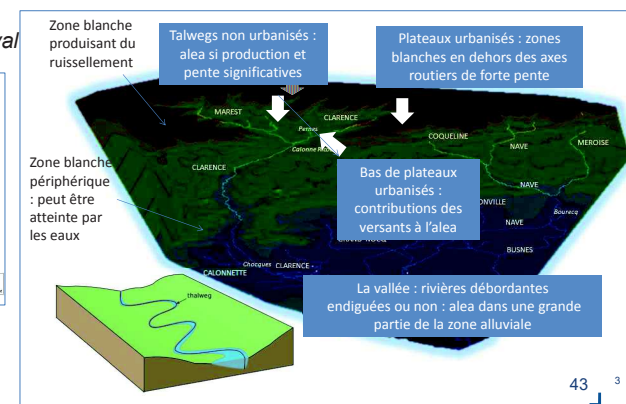 val
Zone blanche
produisant du
ruissellement
Talwegs non urbanisés :
alea si production et
pente significatives
Plateaux urbanisés : zones
blanches en dehors des axes
routiers de forte pente
MAREST
CLARENCE
Pernes
COQUELINE
NAVE
MEROISE
CLARENCE
Zone blanche
périphérique
: peut être
atteinte par
les eaux
Bas de plateaux
urbanisés :
contributions des
versants à l'alea
NAVE
Bourecq
NAVE
BUSNES
Chocques
CLARENCE
CALONNETTE
La vallée : rivières débordantes
endiguées ou non : alea dans une grande
partie de la zone alluviale
thalweg
43
3